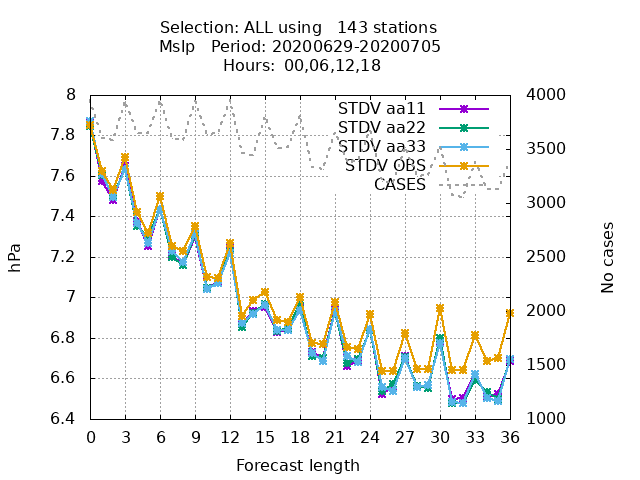 Selection: ALL using   143 stations
Mslp   Period: 20200629-20200705
Hours:  00,06,12,18
8
7.8
7.6
7.4
7.2
7
6.8
6.6
6.4
4000
3500
3000
2500
2000
1500
1000
STDV aa11
STDV aa22
STDV aa33
STDV OBS
CASES
hPa
No cases
0 3 6 9 12 15 18 21 24 27 30 33 36
Forecast length